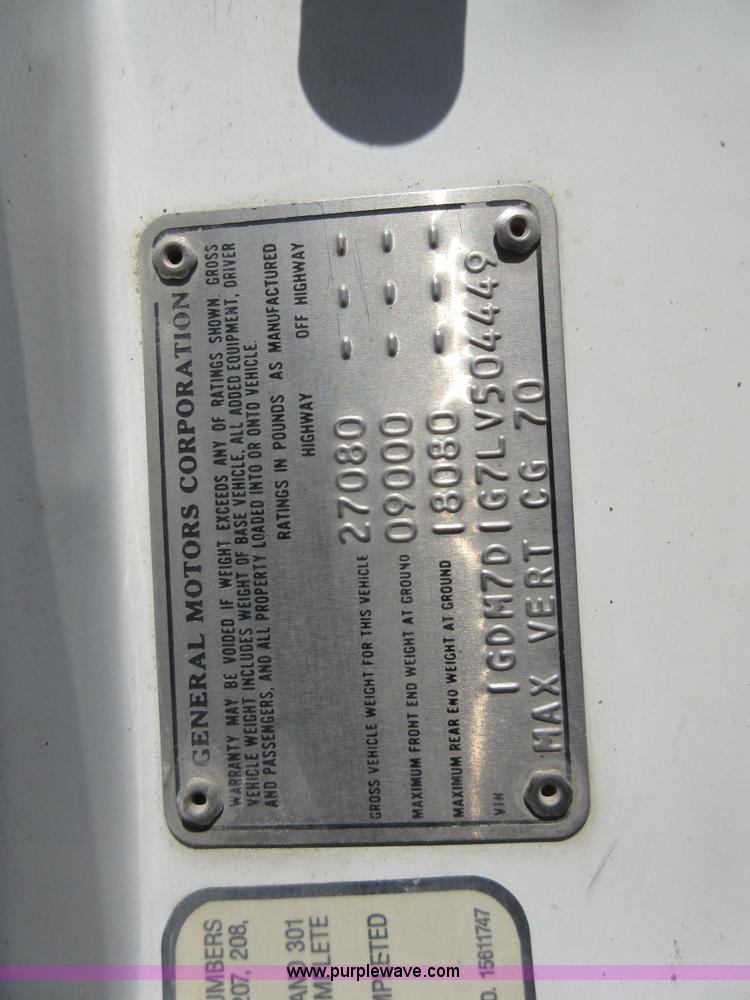 GENERAL MOTORS CORPORATION
WARRANTY MAY BE VOIDED IF WEIGHT EXCEEDS ANY OF RATINGS SHOWN. GROSS
VEHICLE WEIGHT INCLUDES WEIGHT OF BASE VEHICLE, ALL ADDED EQUIPMENT, DRIVER
AND PASSENGERS, AND ALL PROPERTY LOADED INTO OR ONTO VEHICLE.
RATINGS IN POUNDS AS MANUFACTURED
HIGHWAY OFF HIGHWAY
GROSS VEHICLE WEIGHT FOR THIS VEHICLE 27080 - - -
MAXIMUM FRONT END WEIGHT AT GROUND 09000 - - -
MAXIMUM REAR END WEIGHT AT GROUND 18080 - - -
VIN 1GDM7D1G7LV504449
MAX VERT CG 70
UMBERS
207, 208,
AND 301
MPLETE
MPLETED
O. 15611747
www.purplewave.com